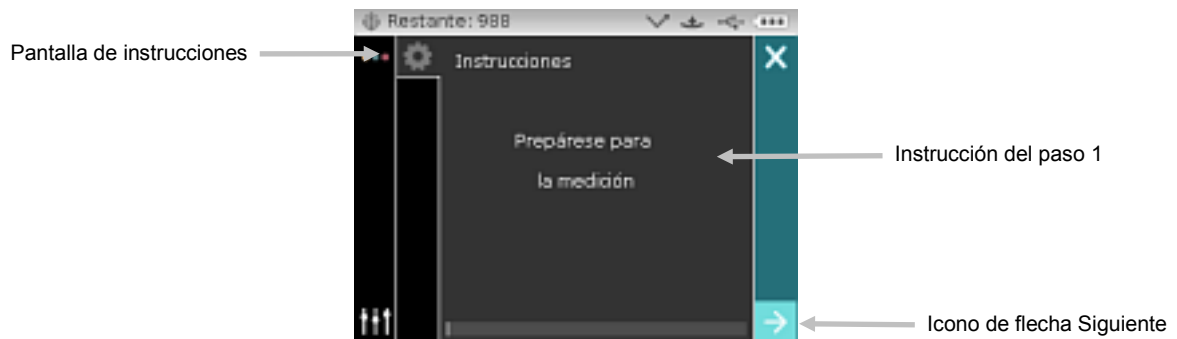 Restante: 988
Pantalla de instrucciones
Instrucciones
Prepárese para
la medición
Instrucción del paso 1
Icono de flecha Siguiente